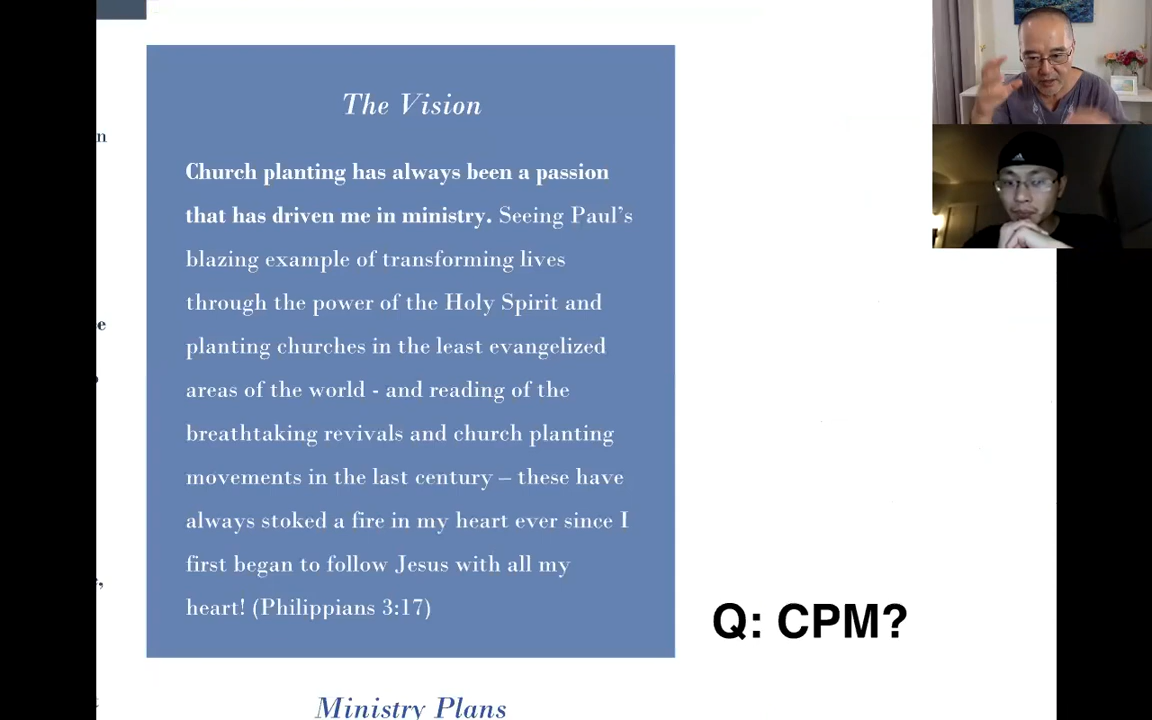 The Vision
Church planting has always been a passion
that has driven me in ministry. Seeing Paul's
blazing example of transforming lives
through the power of the Holy Spirit and
planting churches in the least evangelized
areas of the world - and reading of the
breathtaking revivals and church planting
movements in the last century – these have
always stoked a fire in my heart ever since I
first began to follow Jesus with all my
heart! (Philippians 3:17)
Q: CPM?
Ministry Plans